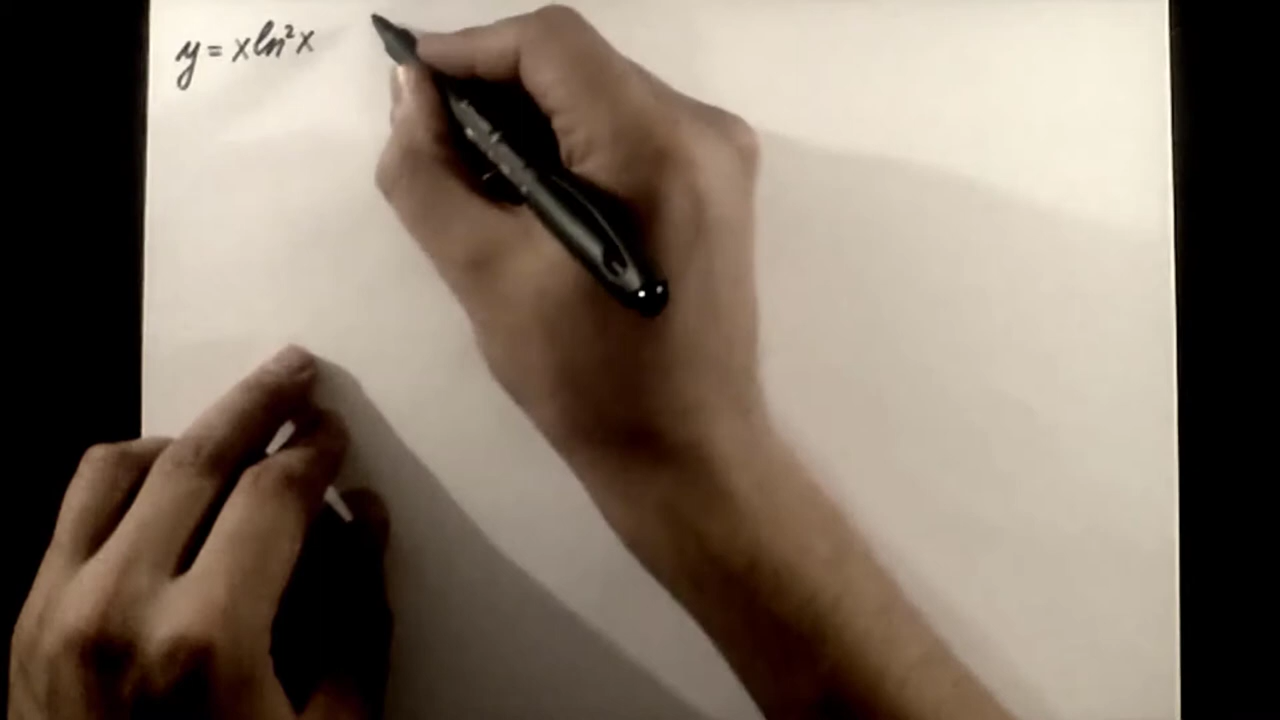 y = x ln²x